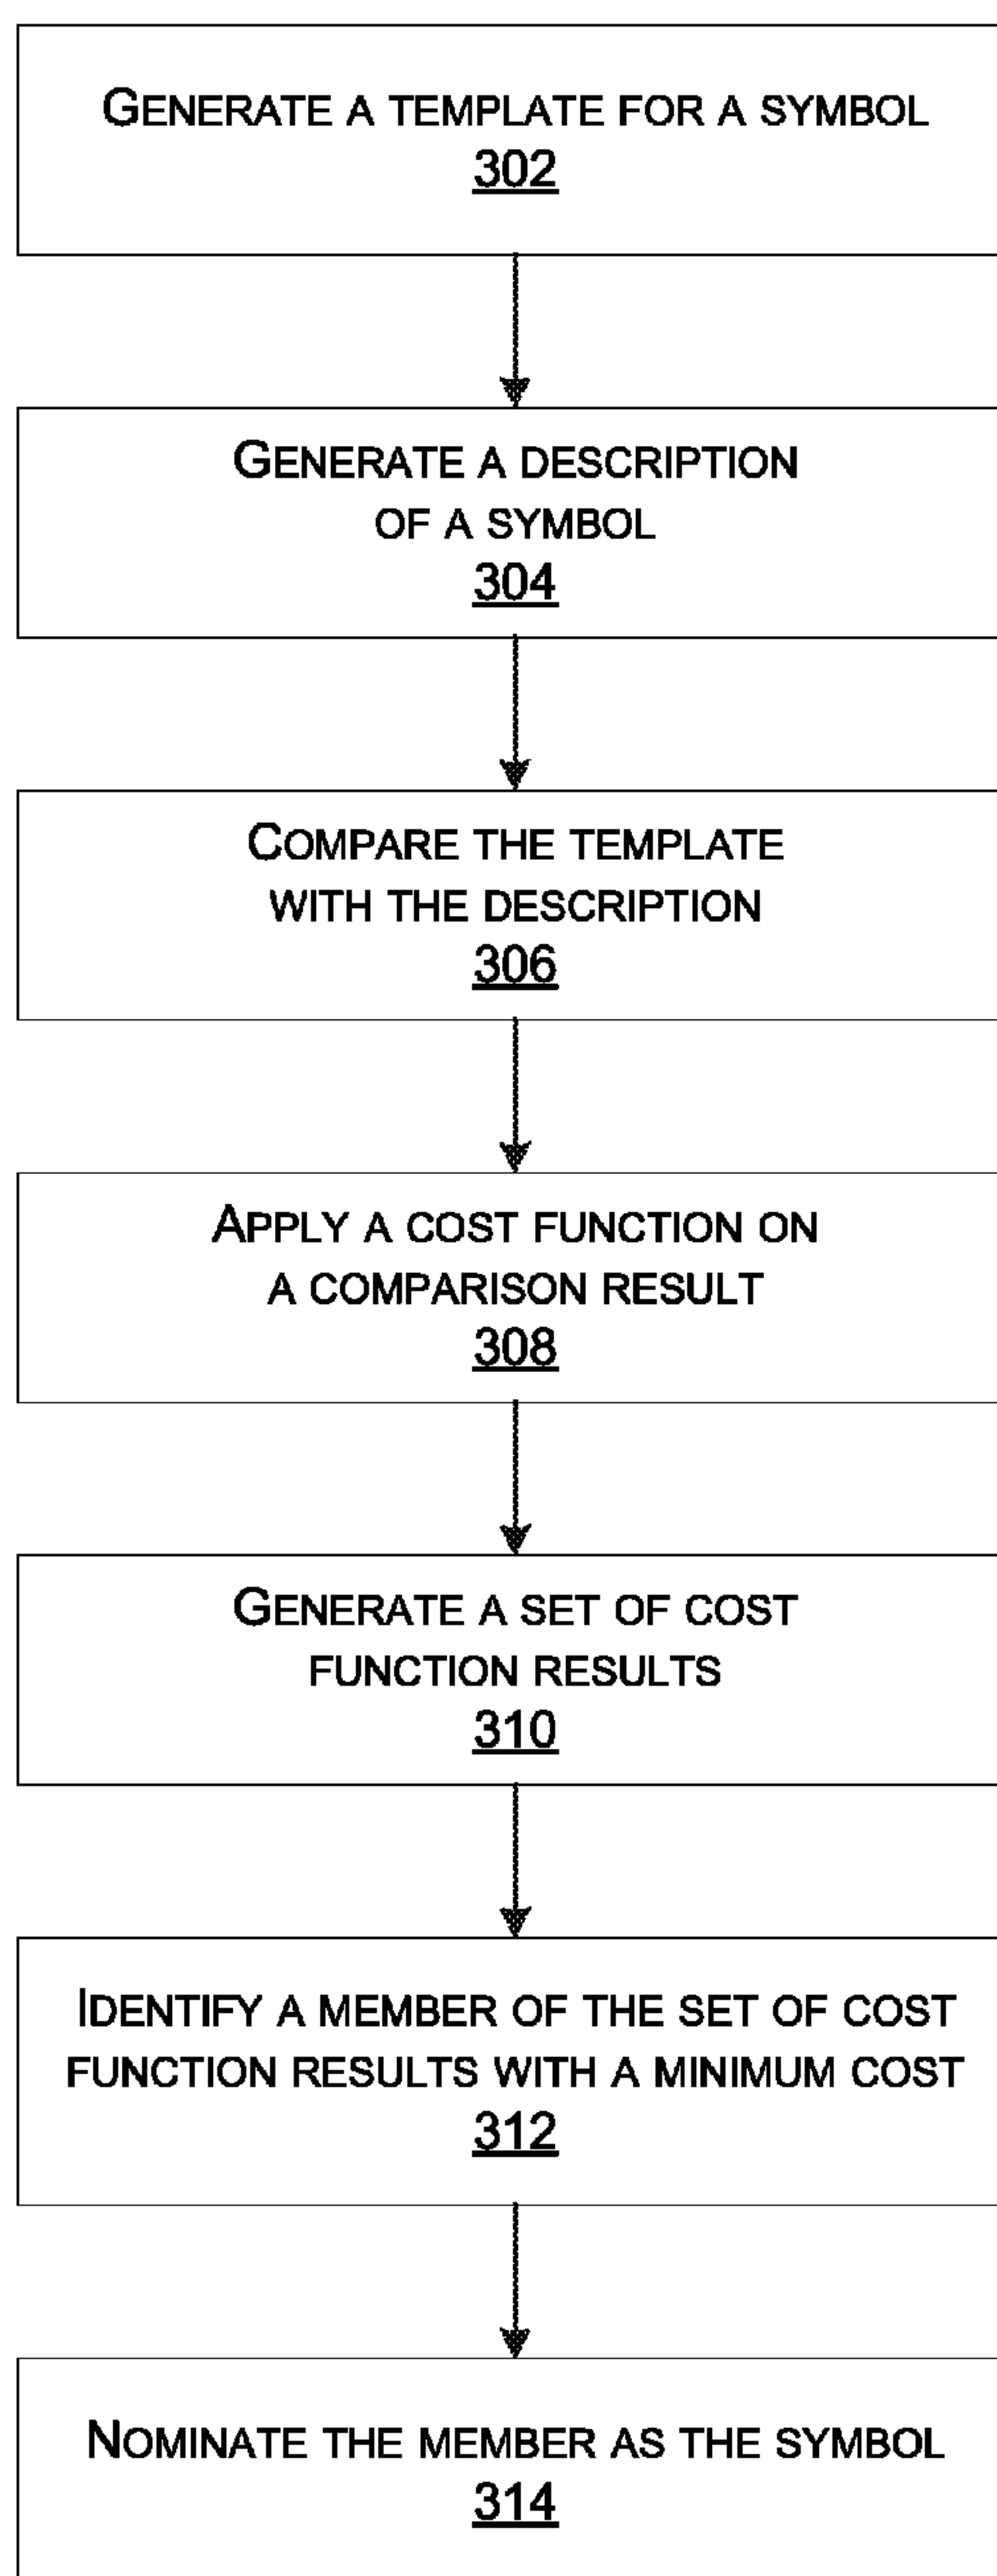 GENERATE A TEMPLATE FOR A SYMBOL
302
GENERATE A DESCRIPTION
OF A SYMBOL
304
COMPARE THE TEMPLATE
WITH THE DESCRIPTION
306
APPLY A COST FUNCTION ON
A COMPARISON RESULT
308
GENERATE A SET OF COST
FUNCTION RESULTS
310
IDENTIFY A MEMBER OF THE SET OF COST
FUNCTION RESULTS WITH A MINIMUM COST
312
NOMINATE THE MEMBER AS THE SYMBOL
314